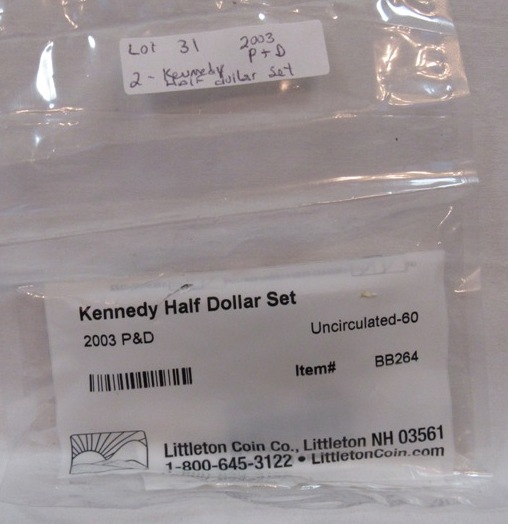 Lot 31 2003
P + D
2 - Kennedy
Half dollar Set
Kennedy Half Dollar Set
2003 P&D
Uncirculated-60
Item# BB264
Littleton Coin Co., Littleton NH 03561
1-800-645-3122 • LittletonCoin.com